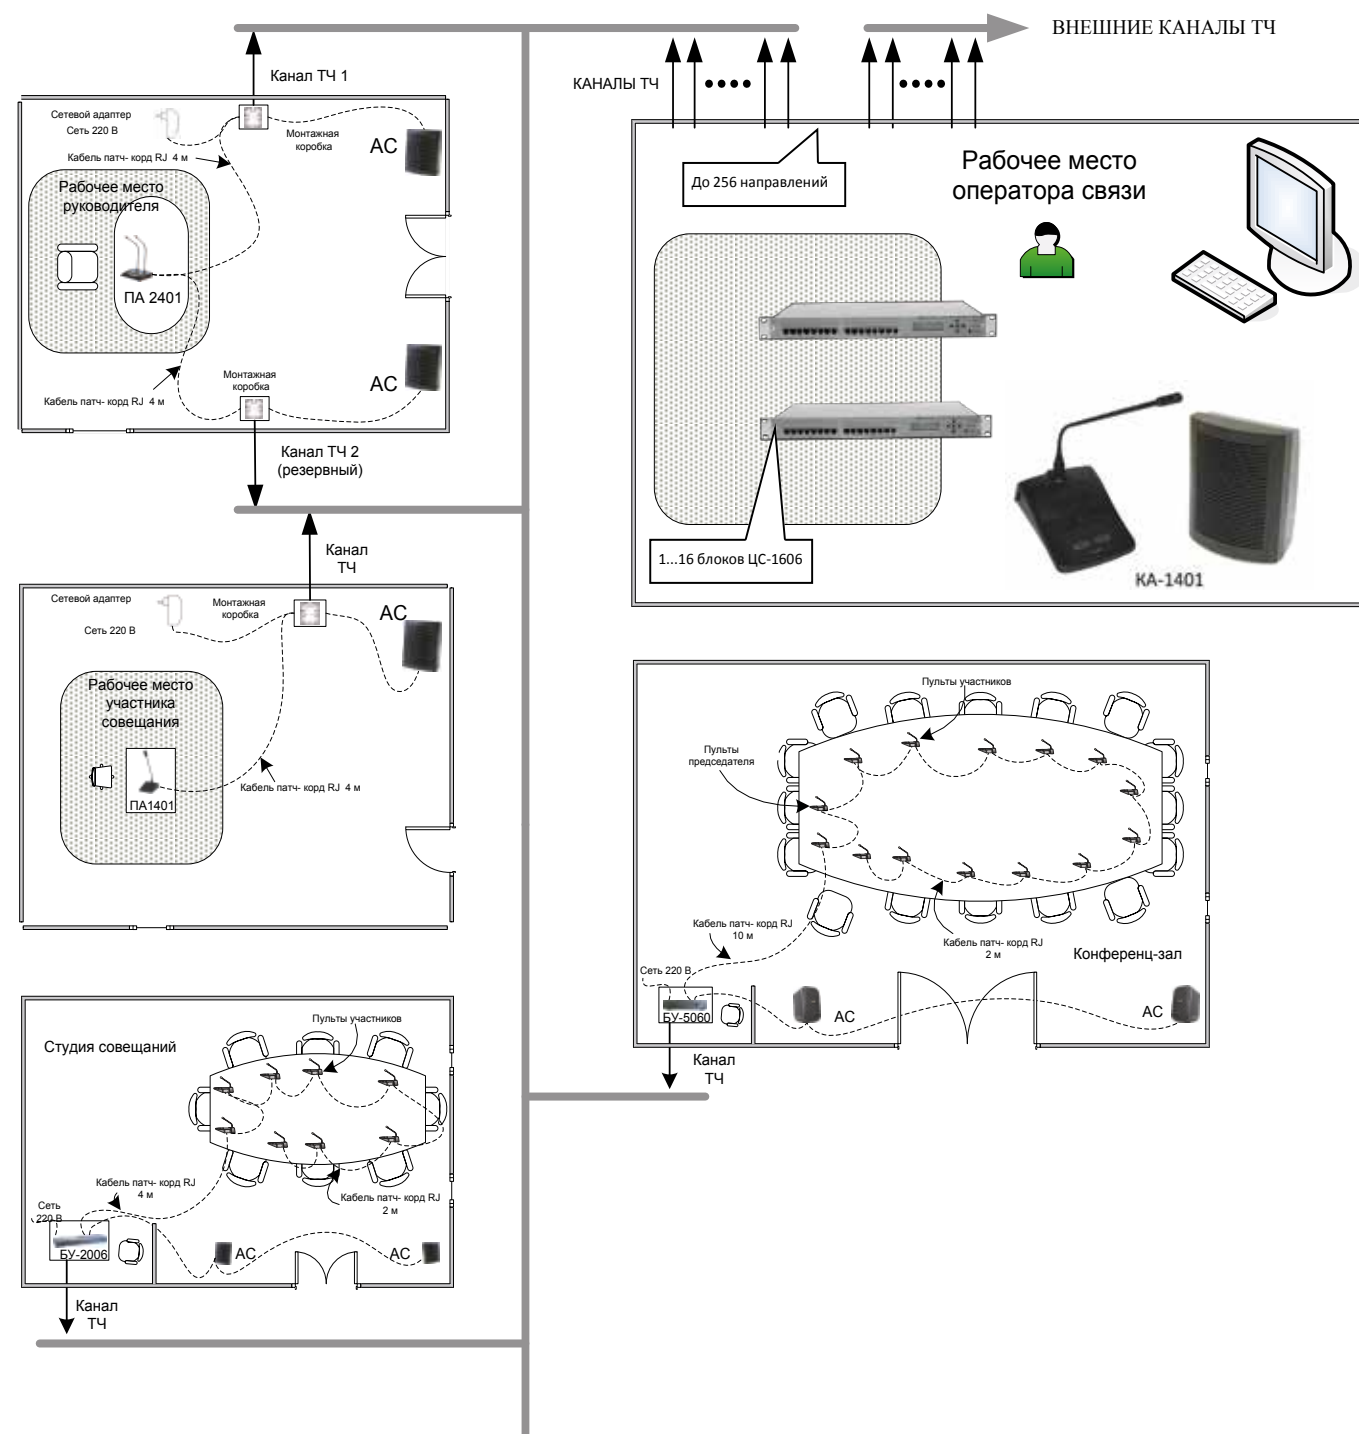 ВНЕШНИЕ КАНАЛЫ ТЧ
Канал ТЧ 1
КАНАЛЫ ТЧ
Сетевой адаптер
Сеть 220 В
Монтажная
коробка
АС
Кабель патч- корд RJ 4 м
Рабочее место
руководителя
ПА 2401
АС
Монтажная
коробка
Кабель патч- корд RJ 4 м
Канал ТЧ 2
(резервный)
До 256 направлений
Рабочее место
оператора связи
1...16 блоков ЦС-1606
КА-1401
Канал
ТЧ
Сетевой адаптер
Сеть 220 В
Монтажная
коробка
АС
Рабочее место
участника
совещания
ПА1401
Кабель патч- корд RJ 4 м
Пульты участников
Пульты
председателя
Кабель патч- корд RJ
10 м
Кабель патч- корд RJ
2 м
Конференц-зал
Сеть 220 В
БУ-5060
АС
АС
Канал
ТЧ
Студия совещаний
Пульты участников
Кабель патч- корд RJ
4 м
Кабель патч- корд RJ
2 м
Сеть
220 В
БУ-2006
АС
АС
Канал
ТЧ